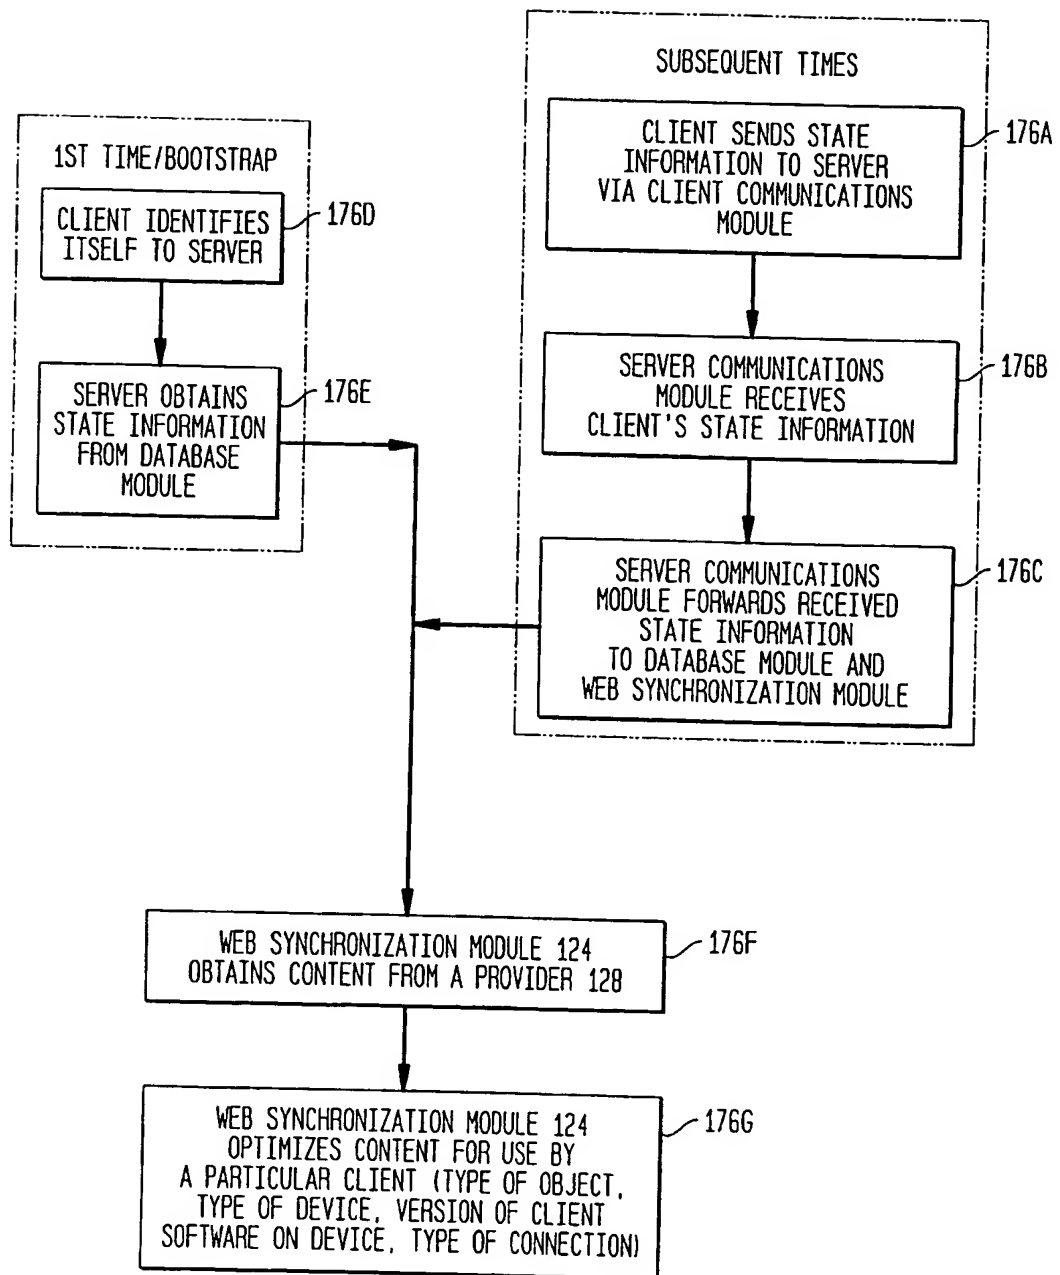 SUBSEQUENT TIMES
CLIENT SENDS STATE
INFORMATION TO SERVER
VIA CLIENT COMMUNICATIONS
MODULE
176A
1ST TIME/BOOTSTRAP
CLIENT IDENTIFIES
ITSELF TO SERVER
176D
SERVER COMMUNICATIONS
MODULE RECEIVES
CLIENT'S STATE INFORMATION
176B
SERVER OBTAINS
STATE INFORMATION
FROM DATABASE
MODULE
176E
SERVER COMMUNICATIONS
MODULE FORWARDS RECEIVED
STATE INFORMATION
TO DATABASE MODULE AND
WEB SYNCHRONIZATION MODULE
176C
WEB SYNCHRONIZATION MODULE 124
OBTAINS CONTENT FROM A PROVIDER 128
176F
WEB SYNCHRONIZATION MODULE 124
OPTIMIZES CONTENT FOR USE BY
A PARTICULAR CLIENT (TYPE OF OBJECT,
TYPE OF DEVICE, VERSION OF CLIENT
SOFTWARE ON DEVICE, TYPE OF CONNECTION)
176G